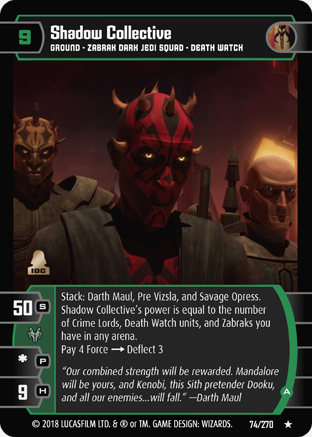 9
Shadow Collective
GROUND - ZABRAK DARK JEDI SQUAD - DEATH WATCH
IDC
50 S
Stack: Darth Maul, Pre Vizsla, and Savage Opress.
Shadow Collective's power is equal to the number
of Crime Lords, Death Watch units, and Zabraks you
have in any arena.
* P
Pay 4 Force → Deflect 3
9 H
"Our combined strength will be rewarded. Mandalore
will be yours, and Kenobi, this Sith pretender Dooku,
and all our enemies...will fall." —Darth Maul
A
© 2018 LUCASFILM LTD. & ® or TM. GAME DESIGN: WIZARDS. 74/270 ★